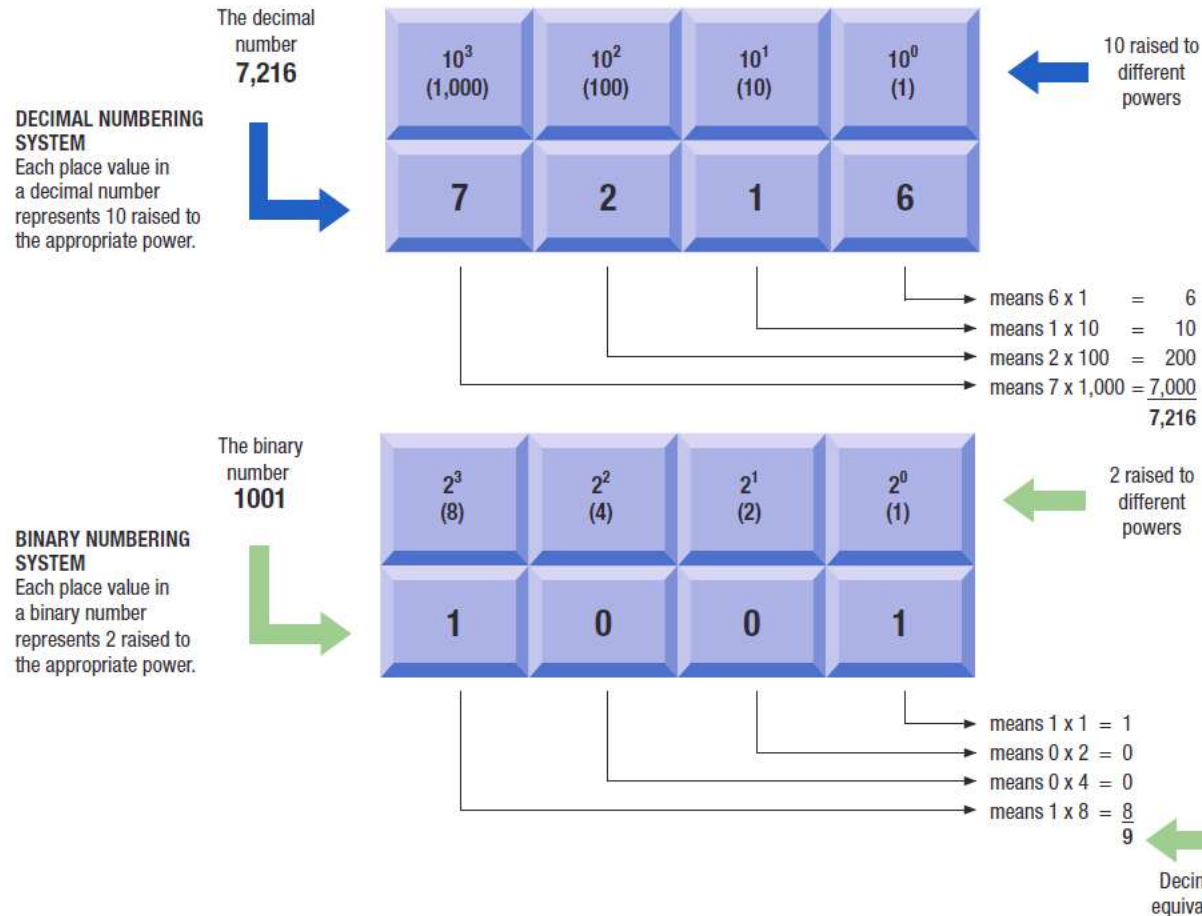 The decimal
number
7,216
DECIMAL NUMBERING
SYSTEM
Each place value in
a decimal number
represents 10 raised to
the appropriate power.
10³ 10² 10¹ 10⁰
(1,000) (100) (10) (1)
10 raised to
different
powers
7 2 1 6
means 6 x 1 = 6
means 1 x 10 = 10
means 2 x 100 = 200
means 7 x 1,000 = 7,000
7,216
The binary
number
1001
BINARY NUMBERING
SYSTEM
Each place value in
a binary number
represents 2 raised to
the appropriate power.
2³ 2² 2¹ 2⁰
(8) (4) (2) (1)
2 raised to
different
powers
1 0 0 1
means 1 x 1 = 1
means 0 x 2 = 0
means 0 x 4 = 0
means 1 x 8 = 8
9